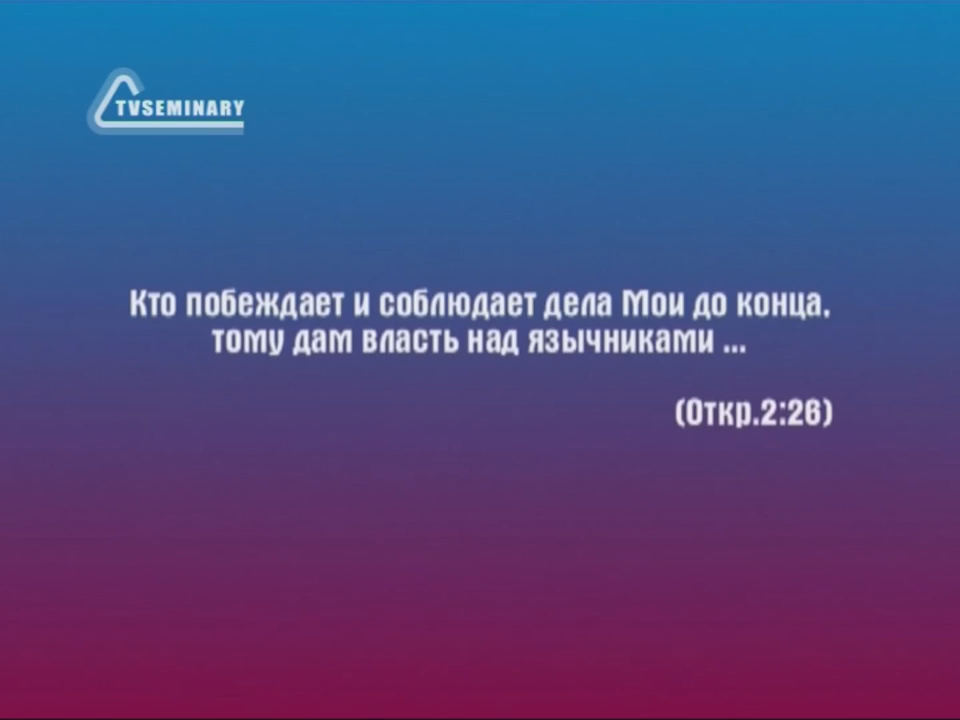 TVSEMINARY
Кто побеждает и соблюдает дела Мои до конца,
тому дам власть над язычниками ...
(Откр.2:26)